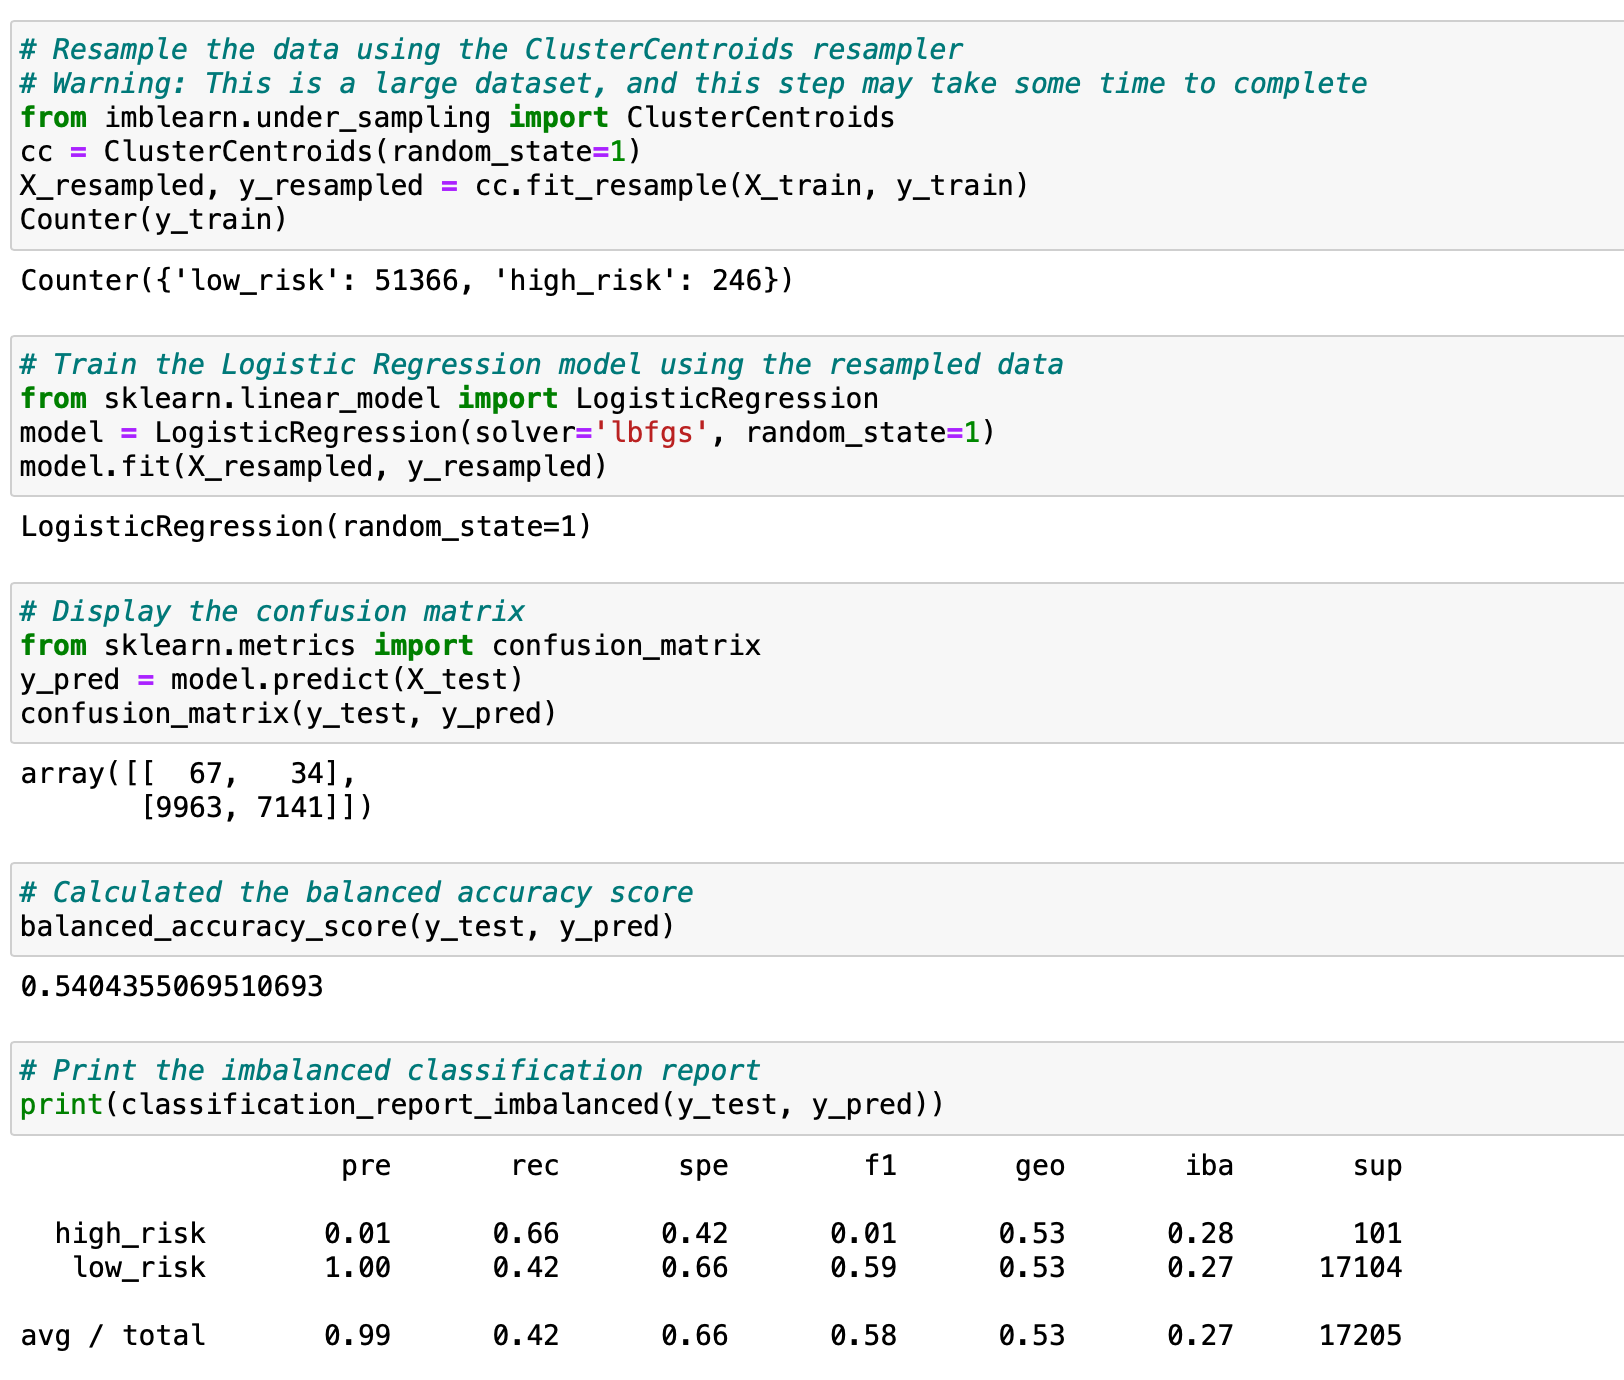 # Resample the data using the ClusterCentroids resampler
# Warning: This is a large dataset, and this step may take some time to complete
from imblearn.under_sampling import ClusterCentroids
cc = ClusterCentroids(random_state=1)
X_resampled, y_resampled = cc.fit_resample(X_train, y_train)
Counter(y_train)
Counter({'low_risk': 51366, 'high_risk': 246})
# Train the Logistic Regression model using the resampled data
from sklearn.linear_model import LogisticRegression
model = LogisticRegression(solver='lbfgs', random_state=1)
model.fit(X_resampled, y_resampled)
LogisticRegression(random_state=1)
# Display the confusion matrix
from sklearn.metrics import confusion_matrix
y_pred = model.predict(X_test)
confusion_matrix(y_test, y_pred)
array([[  67,   34],
       [9963, 7141]])
# Calculated the balanced accuracy score
balanced_accuracy_score(y_test, y_pred)
0.5404355069510693
# Print the imbalanced classification report
print(classification_report_imbalanced(y_test, y_pred))
                   pre       rec       spe        f1       geo       iba       sup
  high_risk       0.01      0.66      0.42      0.01      0.53      0.28       101
   low_risk       1.00      0.42      0.66      0.59      0.53      0.27     17104
avg / total       0.99      0.42      0.66      0.58      0.53      0.27     17205